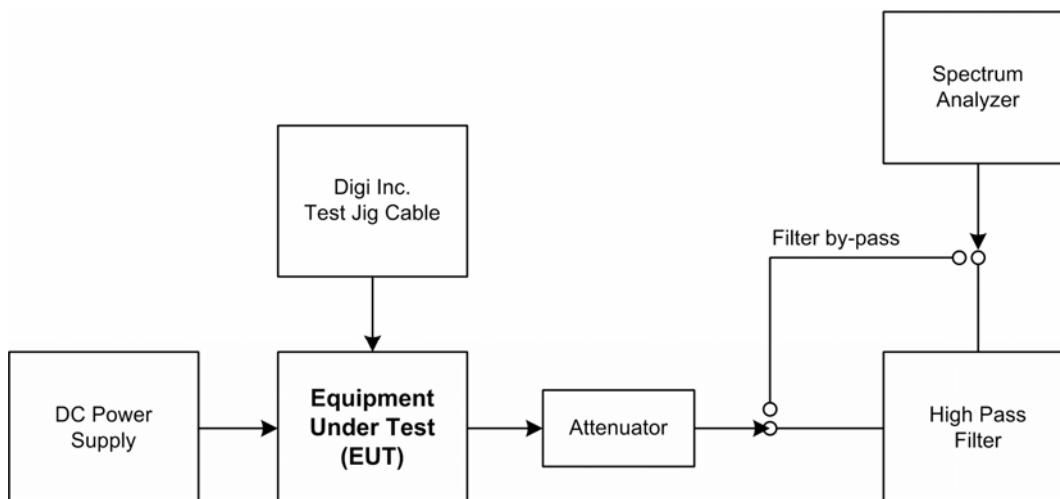 Spectrum
Analyzer
Digi Inc.
Test Jig Cable
Filter by-pass
DC Power
Supply
Equipment
Under Test
(EUT)
Attenuator
High Pass
Filter